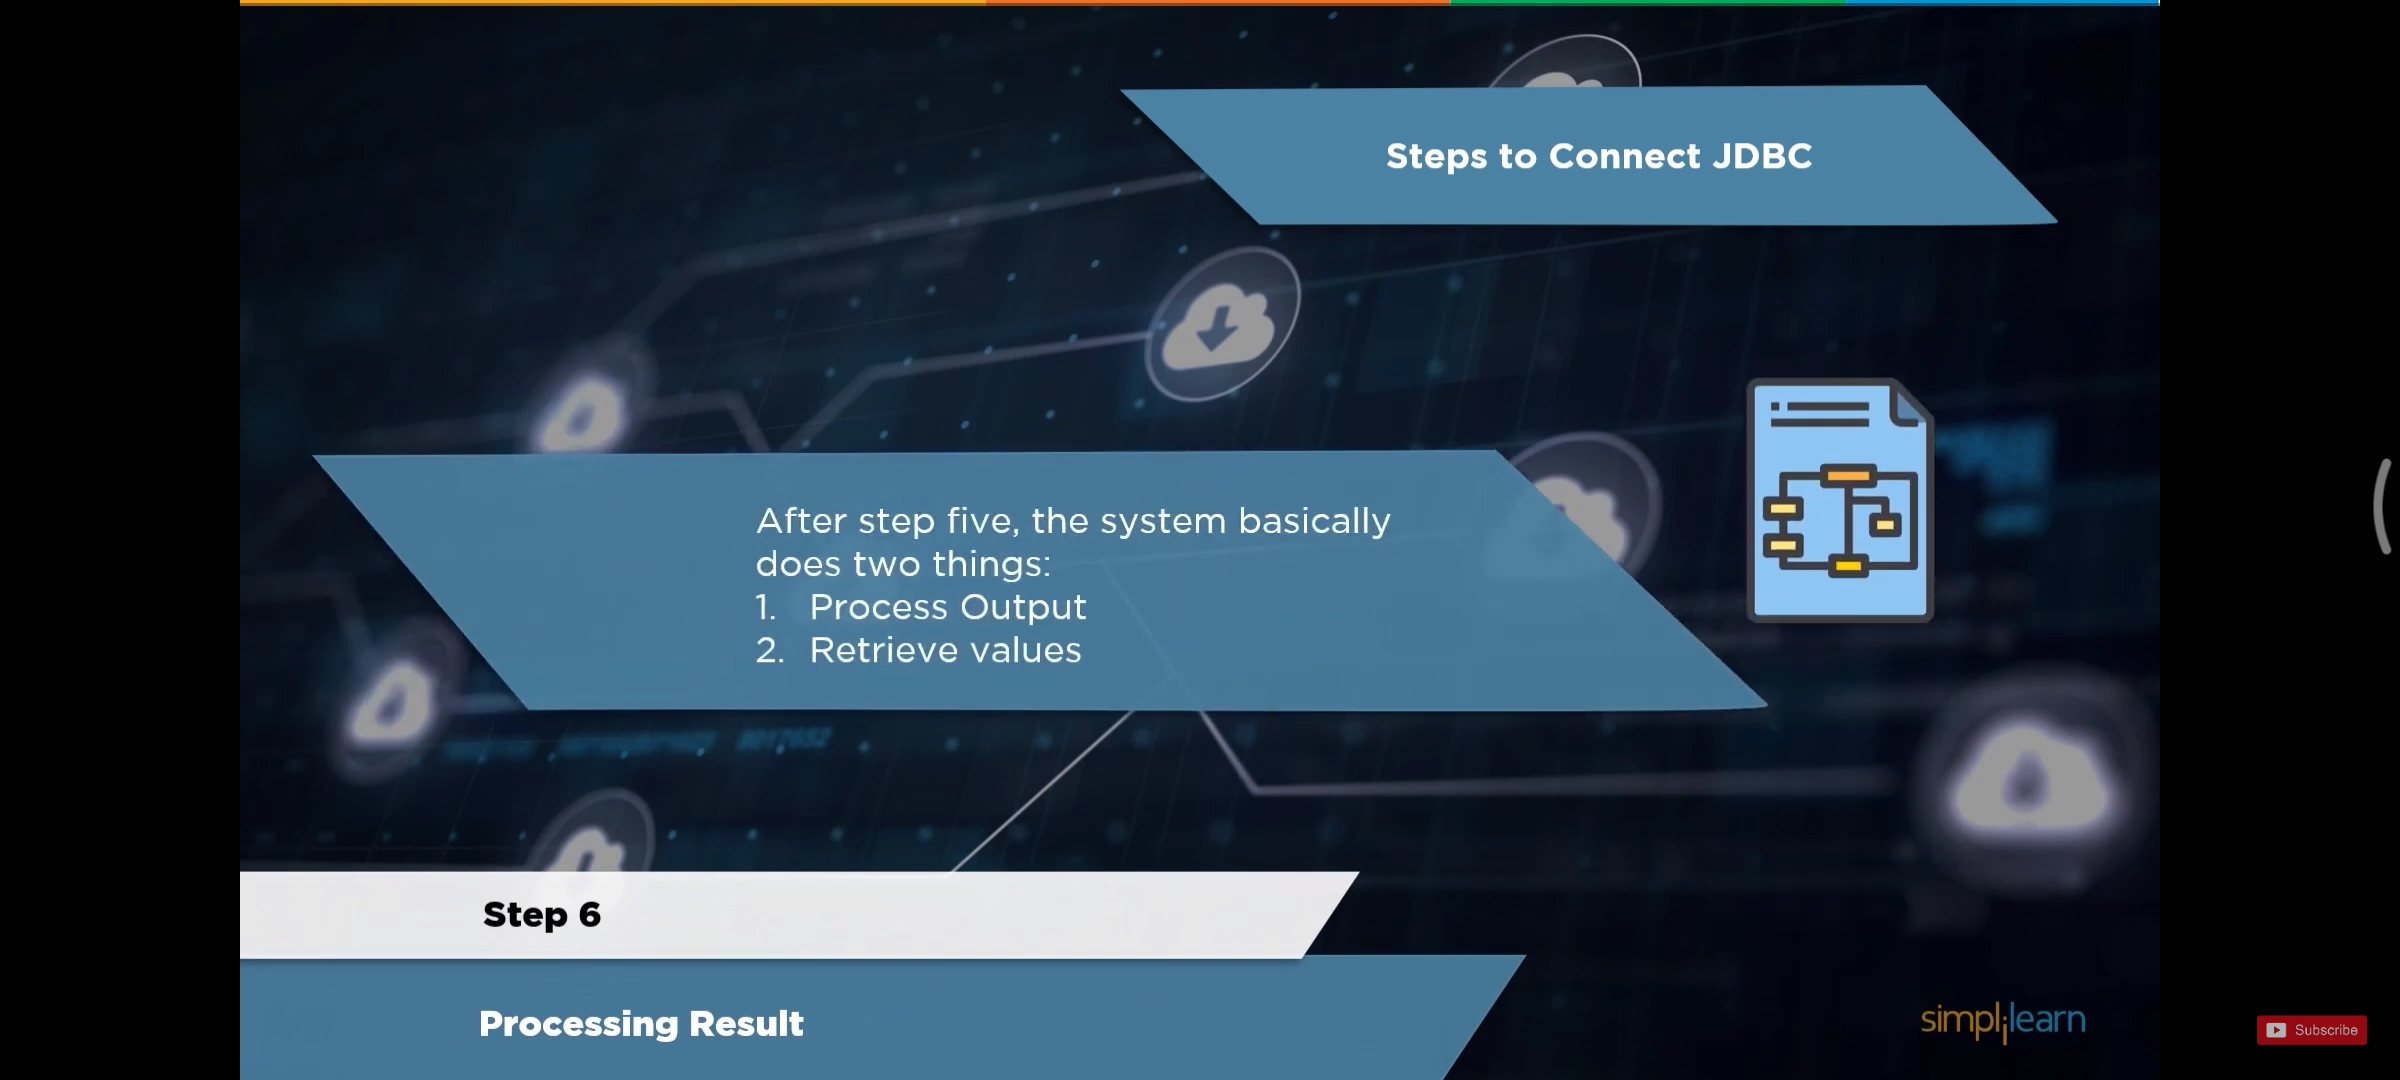 Steps to Connect JDBC
After step five, the system basically
does two things:
1. Process Output
2. Retrieve values
Step 6
Processing Result
simplilearn
Subscribe